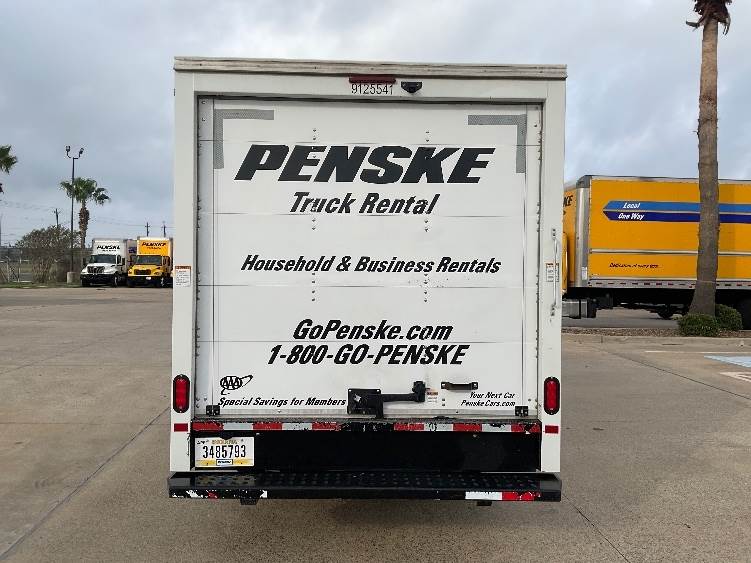 9125541
PENSKE
Truck Rental
Household & Business Rentals
GoPenske.com
1-800-GO-PENSKE
AAA
Special Savings for Members
Your Next Car
PenskeCars.com
INDIANA
3485793
PENSKE
PENSKE
Local
One Way